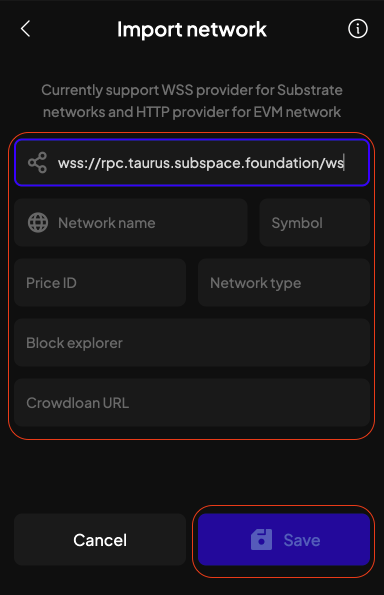 Import network
Currently support WSS provider for Substrate
networks and HTTP provider for EVM network
wss://rpc.taurus.subspace.foundation/ws
Network name
Symbol
Price ID
Network type
Block explorer
Crowdloan URL
Cancel
Save